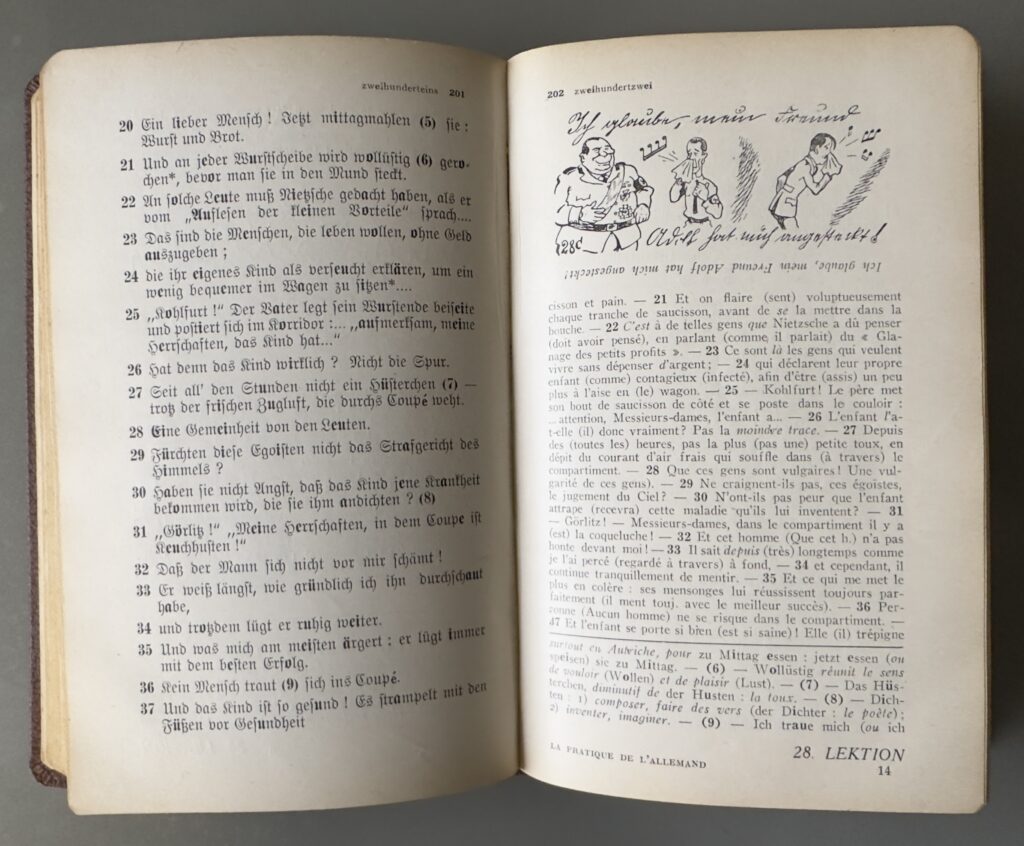 zweihunderteins 201
20 Ein lieber Mensch! Jetzt mittagmahlen (5) sie:
Wurst und Brot.
21 Und an jeder Wurstscheibe wird wollüstig (6) gero-
chen*, bevor man sie in den Mund steckt.
22 An solche Leute muß Nietzsche gedacht haben, als er
vom „Auflesen der kleinen Vorteile“ sprach....
23 Das sind die Menschen, die leben wollen, ohne Geld
auszugeben;
24 die ihr eigenes Kind als verseucht erklären, um ein
wenig bequemer im Wagen zu sitzen*....
25 „Kohlfurt!“ Der Vater legt sein Wurstende beiseite
und postiert sich im Korridor:... „aufmerksam, meine
Herrschaften, das Kind hat...“
26 Hat denn das Kind wirklich? Nicht die Spur.
27 Seit all' den Stunden nicht ein Hüsterchen (7) —
trotz der frischen Zugluft, die durchs Coupé weht.
28 Eine Gemeinheit von den Leuten.
29 Fürchten diese Egoisten nicht das Strafgericht des
Himmels?
30 Haben sie nicht Angst, daß das Kind jene Krankheit
bekommen wird, die sie ihm andichten? (8)
31 „Görlitz!“ „Meine Herrschaften, in dem Coupe ist
Keuchhusten!“
32 Daß der Mann sich nicht vor mir schämt!
33 Er weiß längst, wie gründlich ich ihn durchschaut
habe,
34 und trotzdem lügt er ruhig weiter.
35 Und was mich am meisten ärgert: er lügt immer
mit dem besten Erfolg.
36 Kein Mensch traut (9) sich ins Coupé.
37 Und das Kind ist so gesund! Es strampelt mit den
Füßen vor Gesundheit
202 zweihundertzwei
Ich glaube, mein Freund
28c
Adolf hat mich angesteckt!
Ich glaube, mein Freund Adolf hat mich angesteckt!
cisson et pain. — 21 Et on flaire (sent) voluptueusement
chaque tranche de saucisson, avant de se la mettre dans la
bouche. — 22 C'est à de telles gens que Nietzsche a dû penser
(doit avoir pensé), en parlant (comme il parlait) du « Gla-
nage des petits profits ». — 23 Ce sont là les gens qui veulent
vivre sans dépenser d'argent; — 24 qui déclarent leur propre
enfant (comme) contagieux (infecté), afin d'être (assis) un peu
plus à l'aise en (le) wagon. — 25 — Kohlfurt! Le père met
son bout de saucisson de côté et se poste dans le couloir :
... attention, Messieurs-dames, l'enfant a... — 26 L'enfant l'a-
t-elle (il) donc vraiment? Pas la moindre trace. — 27 Depuis
des (toutes les) heures, pas la plus (pas une) petite toux, en
dépit du courant d'air frais qui souffle dans (à travers) le
compartiment. — 28 Que ces gens sont vulgaires! Une vul-
garité de ces gens). — 29 Ne craignent-ils pas, ces égoïstes,
le jugement du Ciel? — 30 N'ont-ils pas peur que l'enfant
attrape (recevra) cette maladie qu'ils lui inventent? — 31
— Görlitz! — Messieurs-dames, dans le compartiment il y a
(est) la coqueluche! — 32 Et cet homme (Que cet h.) n'a pas
honte devant moi! — 33 Il sait depuis (très) longtemps comme
je l'ai percé (regardé à travers) à fond, — 34 et cependant, il
continue tranquillement de mentir. — 35 Et ce qui me met le
plus en colère : ses mensonges lui réussissent toujours par-
faitement (il ment touj. avec le meilleur succès). — 36 Per-
sonne (Aucun homme) ne se risque dans le compartiment. —
47 Et l'enfant se porte si bien (est si saine)! Elle (il) trépigne
surtout en Autriche, pour zu Mittag essen : jetzt essen (ou
speisen) sie zu Mittag. — (6) — Wollüstig réunit le sens
de vouloir (Wollen) et de plaisir (Lust). — (7) — Das Hüs-
terchen, diminutif de der Husten : la toux. — (8) — Dich-
ten : 1) composer, faire des vers (der Dichter : le poète);
2) inventer, imaginer. — (9) — Ich traue mich (ou ich
LA PRATIQUE DE L'ALLEMAND
28. LEKTION
14